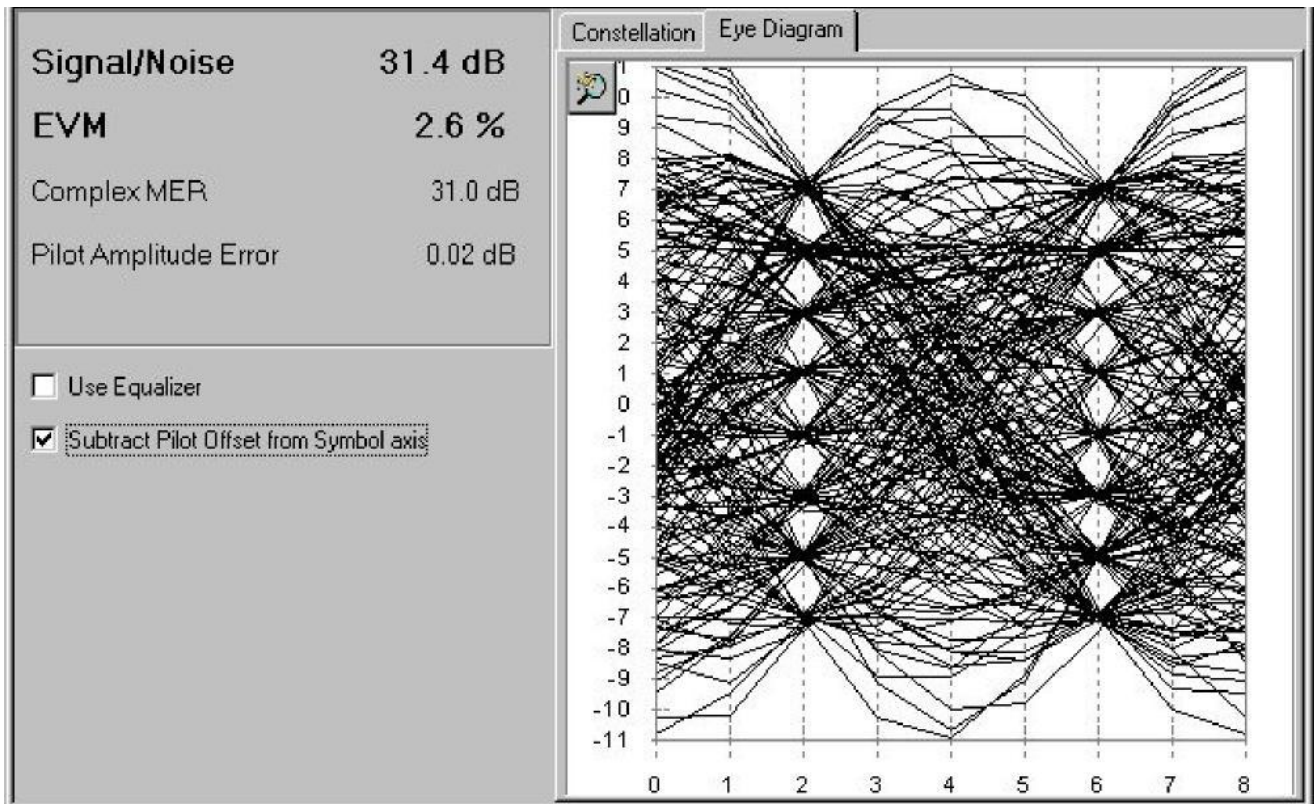 Signal/Noise 31.4 dB
EVM 2.6 %
Complex MER 31.0 dB
Pilot Amplitude Error 0.02 dB
Use Equalizer
Subtract Pilot Offset from Symbol axis
Constellation Eye Diagram
1
0
9
8
7
6
5
4
3
2
1
0
-1
-2
-3
-4
-5
-6
-7
-8
-9
-10
-11
0 1 2 3 4 5 6 7 8